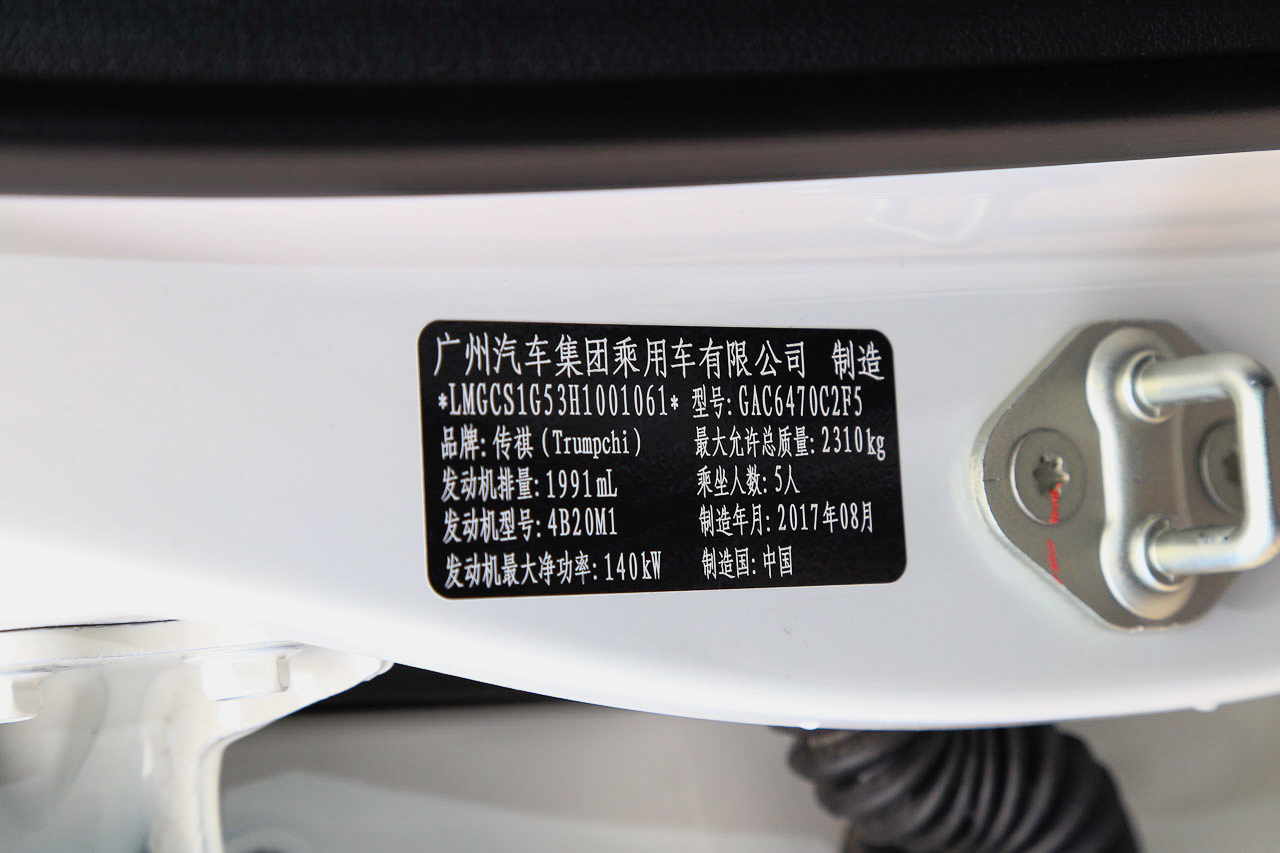 广州汽车集团乘用车有限公司 制造
*LMGCS1G53H1001061* 型号:GAC6470C2F5
品牌:传祺(Trumpchi) 最大允许总质量:2310kg
发动机排量:1991mL 乘坐人数:5人
发动机型号:4B20M1 制造年月:2017年08月
发动机最大净功率:140kW 制造国:中国